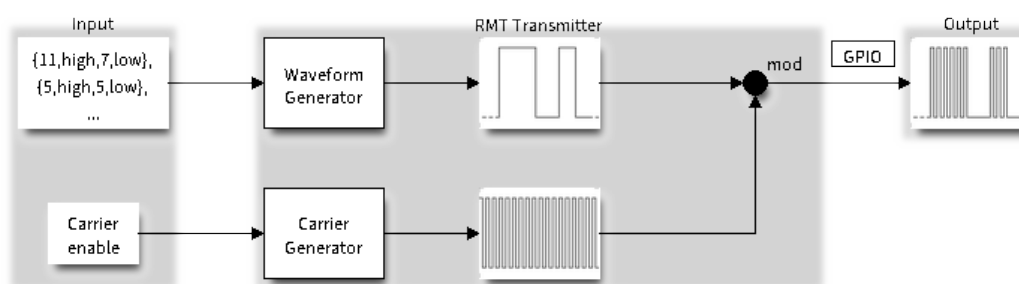 Input
RMT Transmitter
Output
{11,high,7,low},
{5,high,5,low},
...
Waveform
Generator
mod
GPIO
Carrier
enable
Carrier
Generator